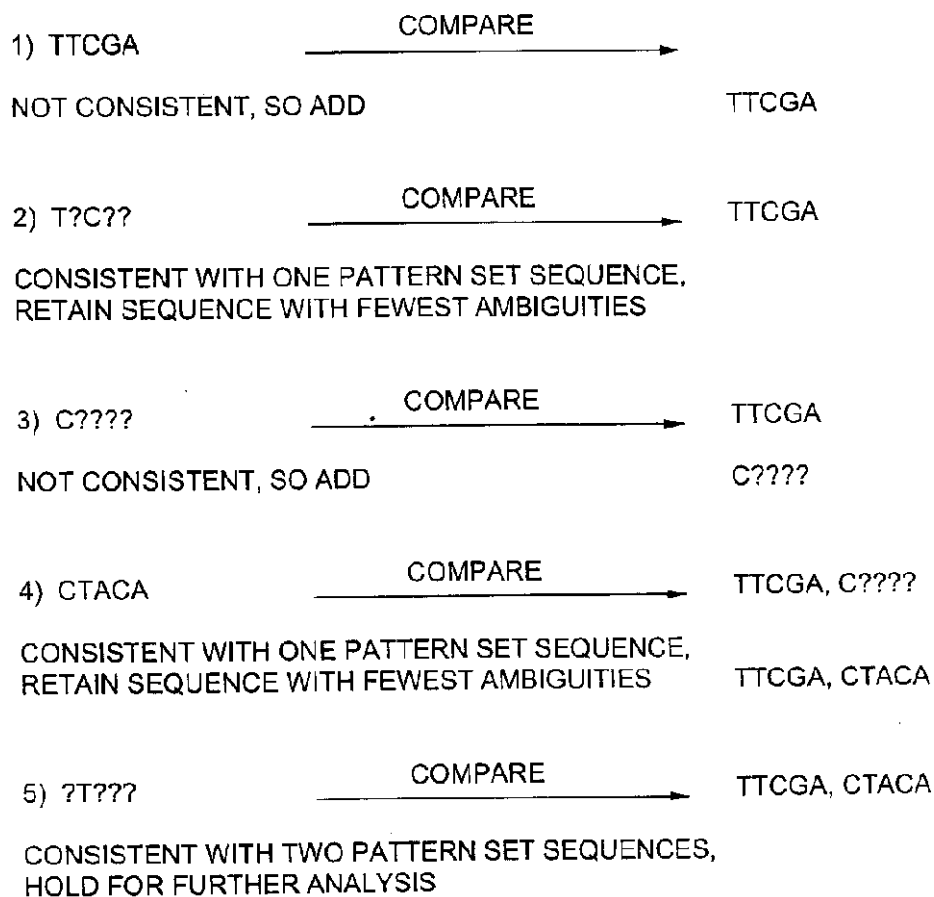 COMPARE
1) TTCGA
NOT CONSISTENT, SO ADD TTCGA
COMPARE
2) T?C?? TTCGA
CONSISTENT WITH ONE PATTERN SET SEQUENCE,
RETAIN SEQUENCE WITH FEWEST AMBIGUITIES
COMPARE
3) C???? TTCGA
NOT CONSISTENT, SO ADD C????
COMPARE
4) CTACA TTCGA, C????
CONSISTENT WITH ONE PATTERN SET SEQUENCE,
RETAIN SEQUENCE WITH FEWEST AMBIGUITIES TTCGA, CTACA
COMPARE
5) ?T??? TTCGA, CTACA
CONSISTENT WITH TWO PATTERN SET SEQUENCES,
HOLD FOR FURTHER ANALYSIS